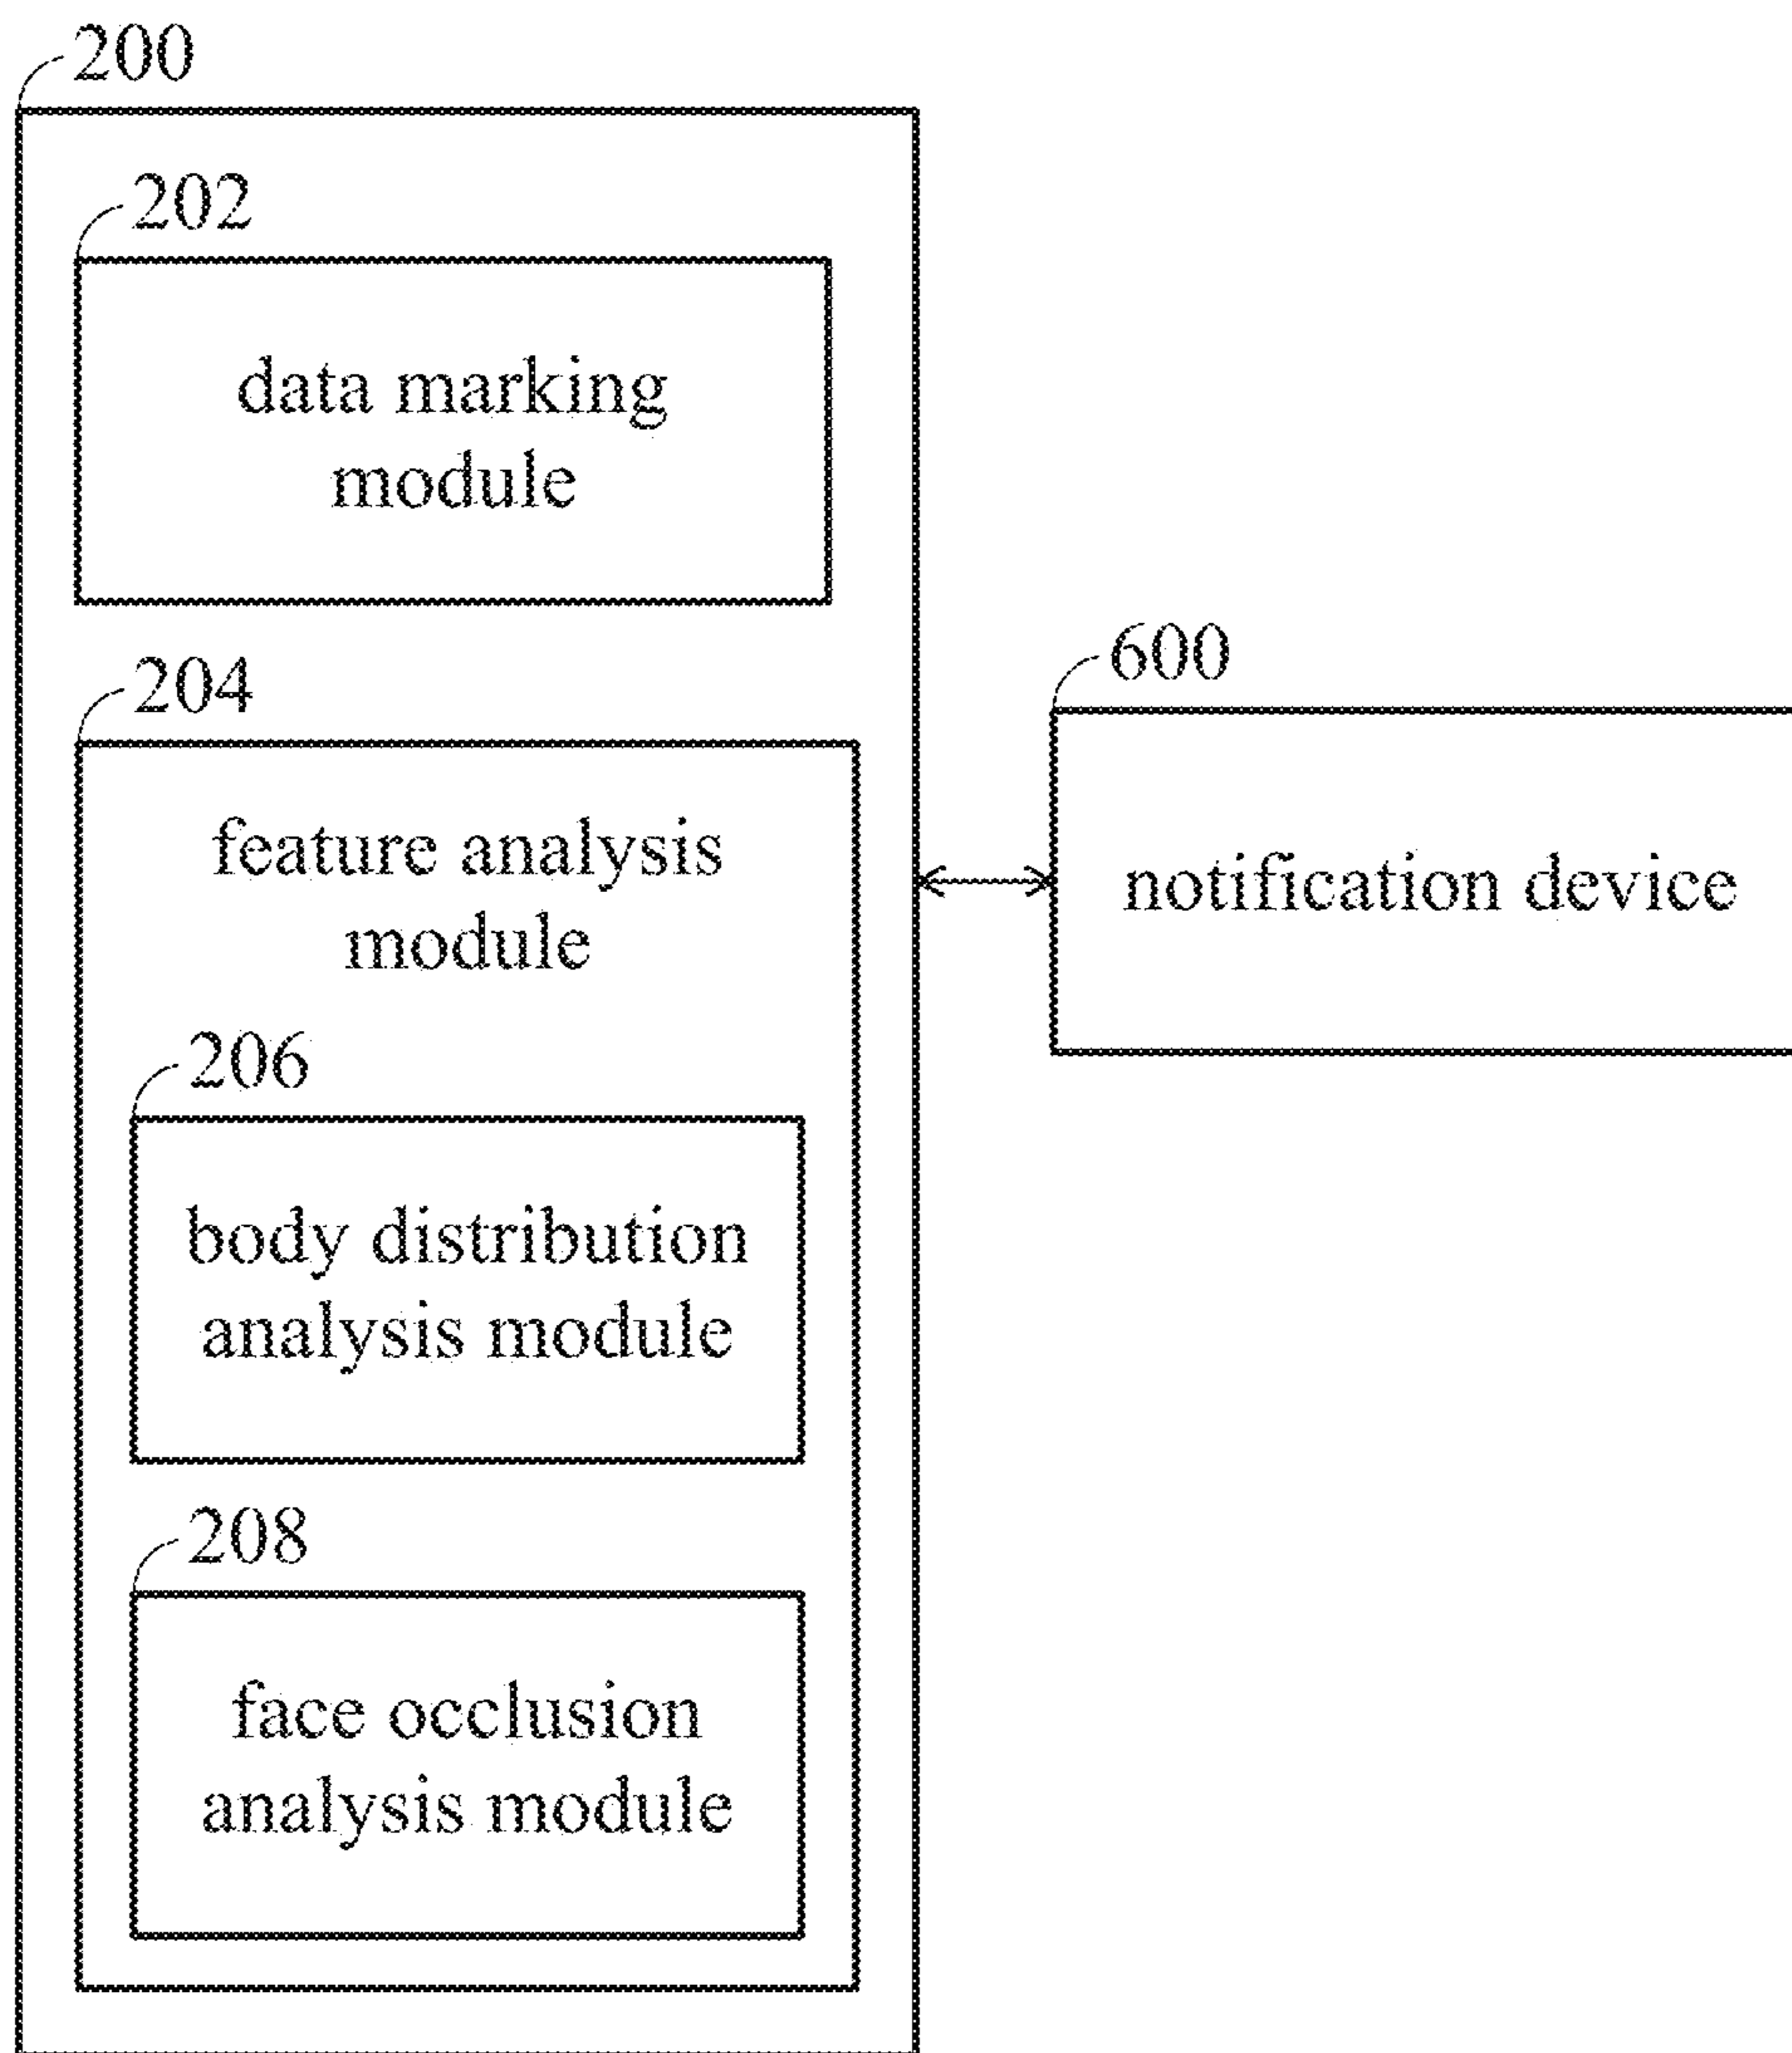 200
202
data marking
module
204
feature analysis
module
206
body distribution
analysis module
208
face occlusion
analysis module
600
notification device